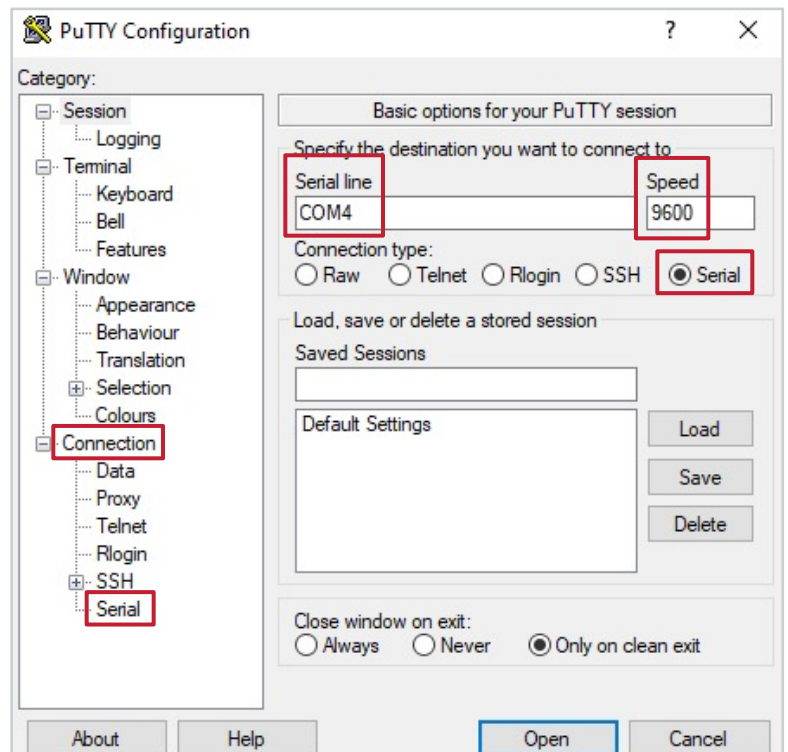 PuTTY Configuration
?
Category:
Session
Logging
Terminal
Keyboard
Bell
Features
Window
Appearance
Behaviour
Translation
Selection
Colours
Connection
Data
Proxy
Telnet
Rlogin
SSH
Serial
Basic options for your PuTTY session
Specify the destination you want to connect to
Serial line Speed
COM4 9600
Connection type:
Raw Telnet Rlogin SSH Serial
Load, save or delete a stored session
Saved Sessions
Default Settings
Load
Save
Delete
Close window on exit:
Always Never Only on clean exit
About Help Open Cancel